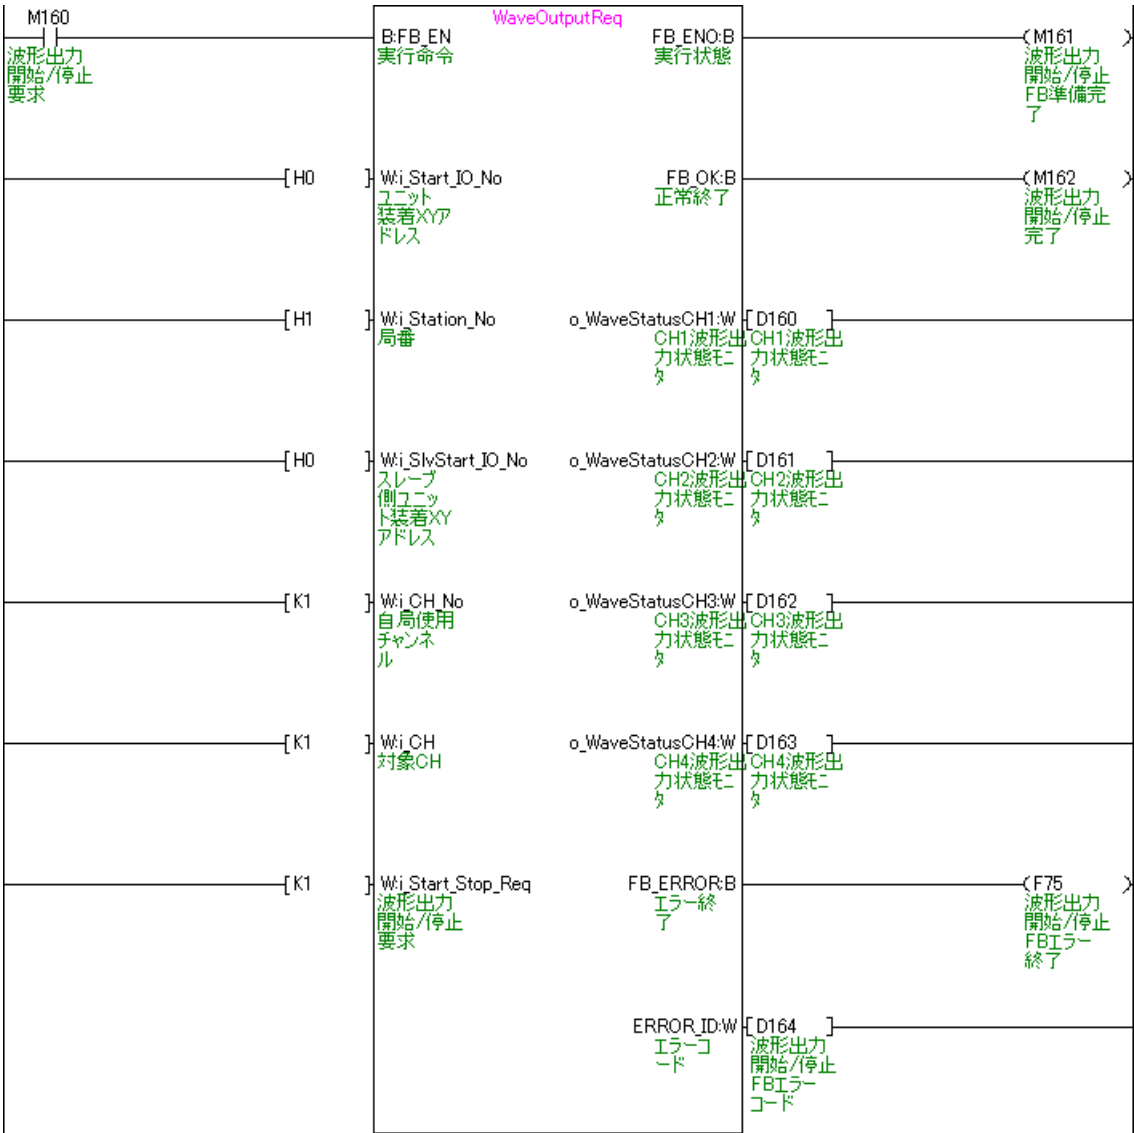 M160
WaveOutputReq
B:FB_EN
FB_ENO:B
M161
波形出力
開始/停止
要求
実行命令
実行状態
波形出力
開始/停止
FB準備完
了
H0
W:i_Start_IO_No
FB_OK:B
M162
ユニット
装着XYア
ドレス
正常終了
波形出力
開始/停止
完了
H1
W:i_Station_No
o_WaveStatusCH1:W
D160
局番
CH1波形出
力状態モニ
タ
CH1波形出
力状態モニ
タ
H0
W:i_SlvStart_IO_No
o_WaveStatusCH2:W
D161
スレーブ
側ユニッ
ト装着XY
アドレス
CH2波形出
力状態モニ
タ
CH2波形出
力状態モニ
タ
K1
W:i_CH_No
o_WaveStatusCH3:W
D162
自局使用
チャンネ
ル
CH3波形出
力状態モニ
タ
CH3波形出
力状態モニ
タ
K1
W:i_CH
o_WaveStatusCH4:W
D163
対象CH
CH4波形出
力状態モニ
タ
CH4波形出
力状態モニ
タ
K1
W:i_Start_Stop_Req
FB_ERROR:B
F75
波形出力
開始/停止
要求
エラー終
了
波形出力
開始/停止
FBエラー
終了
ERROR_ID:W
D164
エラーコ
ード
波形出力
開始/停止
FBエラー
コード